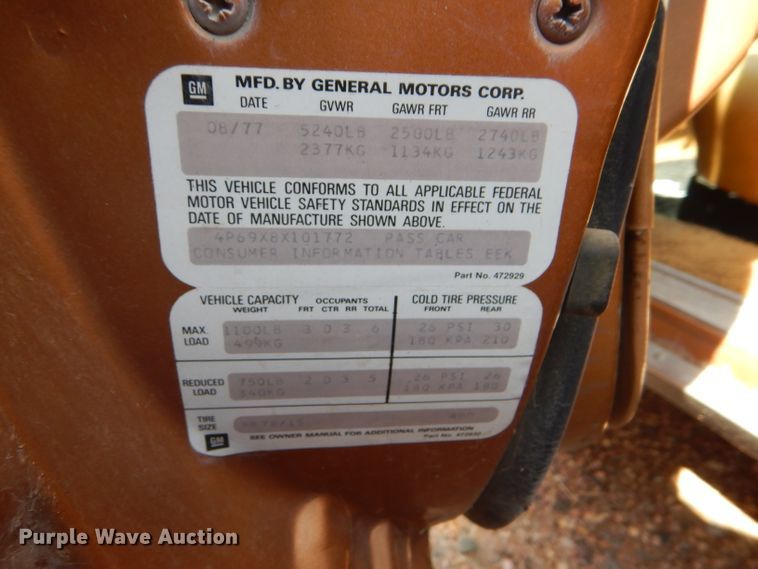 GM
MFD. BY GENERAL MOTORS CORP.
DATE GVWR GAWR FRT GAWR RR
08/77 5240LB 2500LB 2740LB
2377KG 1134KG 1243KG
THIS VEHICLE CONFORMS TO ALL APPLICABLE FEDERAL
MOTOR VEHICLE SAFETY STANDARDS IN EFFECT ON THE
DATE OF MANUFACTURE SHOWN ABOVE.
4P69X8X101772 PASS CAR
CONSUMER INFORMATION TABLES EEK
Part No. 472929
VEHICLE CAPACITY OCCUPANTS COLD TIRE PRESSURE
WEIGHT FRT CTR RR TOTAL FRONT REAR
MAX. LOAD 1100LB 3 0 3 6 26 PSI 30
499KG 180 KPA 210
REDUCED LOAD 750LB 2 0 3 5 26 PSI 26
340KG 180 KPA 180
TIRE SIZE
GM SEE OWNER MANUAL FOR ADDITIONAL INFORMATION
Part No. 472930
Purple Wave Auction